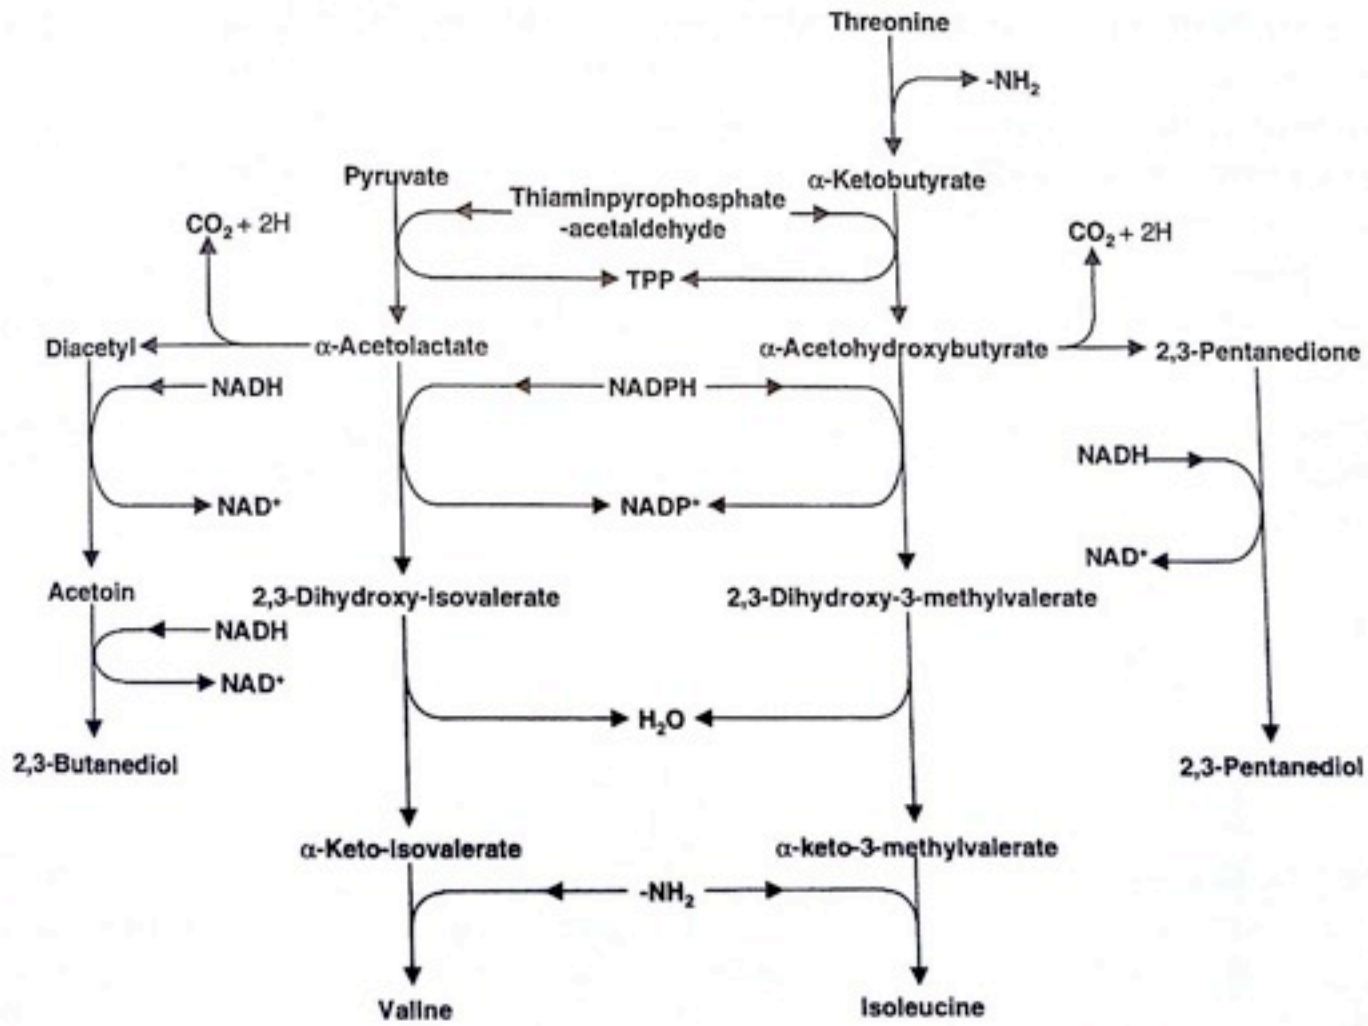 Threonine
-NH₂
Pyruvate
α-Ketobutyrate
Thiaminpyrophosphate
-acetaldehyde
CO₂ + 2H
CO₂ + 2H
TPP
Diacetyl
α-Acetolactate
α-Acetohydroxybutyrate
2,3-Pentanedione
NADH
NADPH
NADH
NAD⁺
NADP⁺
NAD⁺
Acetoin
2,3-Dihydroxy-isovalerate
2,3-Dihydroxy-3-methylvalerate
NADH
NAD⁺
H₂O
2,3-Butanediol
2,3-Pentanediol
α-Keto-isovalerate
α-keto-3-methylvalerate
-NH₂
Valine
Isoleucine